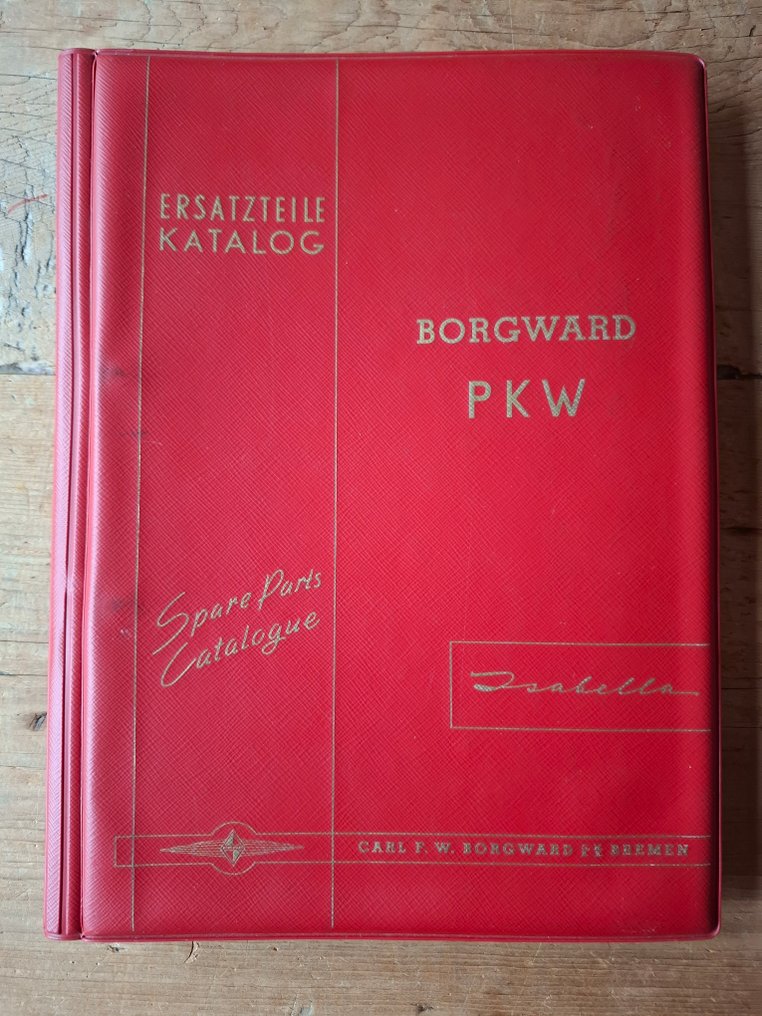 ERSATZTEILE
KATALOG
BORGWARD
PKW
Spare Parts
Catalogue
Isabella
CARL F. W. BORGWARD BREMEN